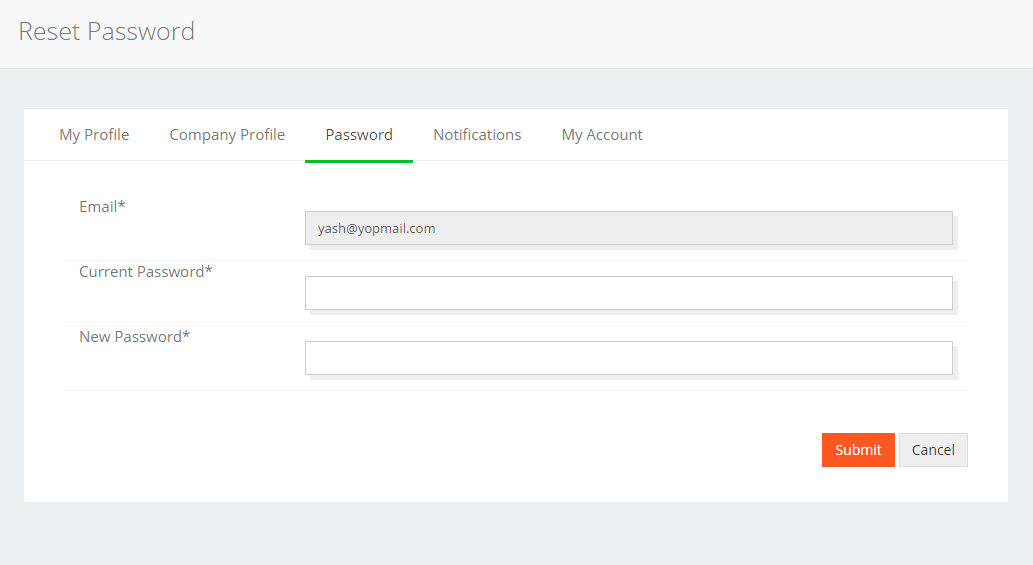 Reset Password
My Profile Company Profile Password Notifications My Account
Email*
yash@yopmail.com
Current Password*
New Password*
Submit Cancel